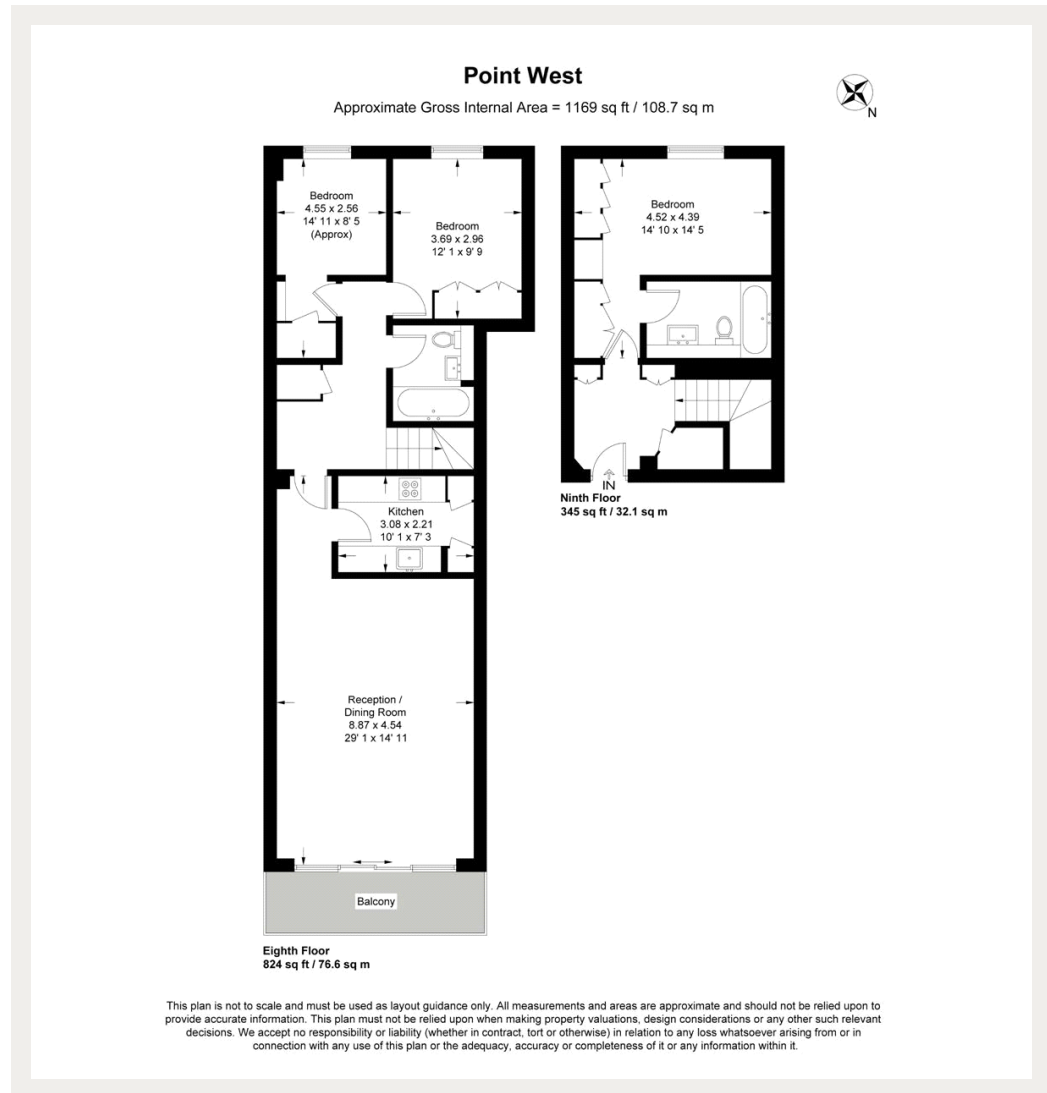 Point West
Approximate Gross Internal Area = 1169 sq ft / 108.7 sq m
N
Bedroom
4.55 x 2.56
14' 11 x 8' 5
(Approx)
Bedroom
3.69 x 2.96
12' 1 x 9' 9
Bedroom
4.52 x 4.39
14' 10 x 14' 5
IN
Ninth Floor
345 sq ft / 32.1 sq m
Kitchen
3.08 x 2.21
10' 1 x 7' 3
Reception /
Dining Room
8.87 x 4.54
29' 1 x 14' 11
Balcony
Eighth Floor
824 sq ft / 76.6 sq m
This plan is not to scale and must be used as layout guidance only. All measurements and areas are approximate and should not be relied upon to
provide accurate information. This plan must not be relied upon when making property valuations, design considerations or any other such relevant
decisions. We accept no responsibility or liability (whether in contract, tort or otherwise) in relation to any loss whatsoever arising from or in
connection with any use of this plan or the adequacy, accuracy or completeness of it or any information within it.